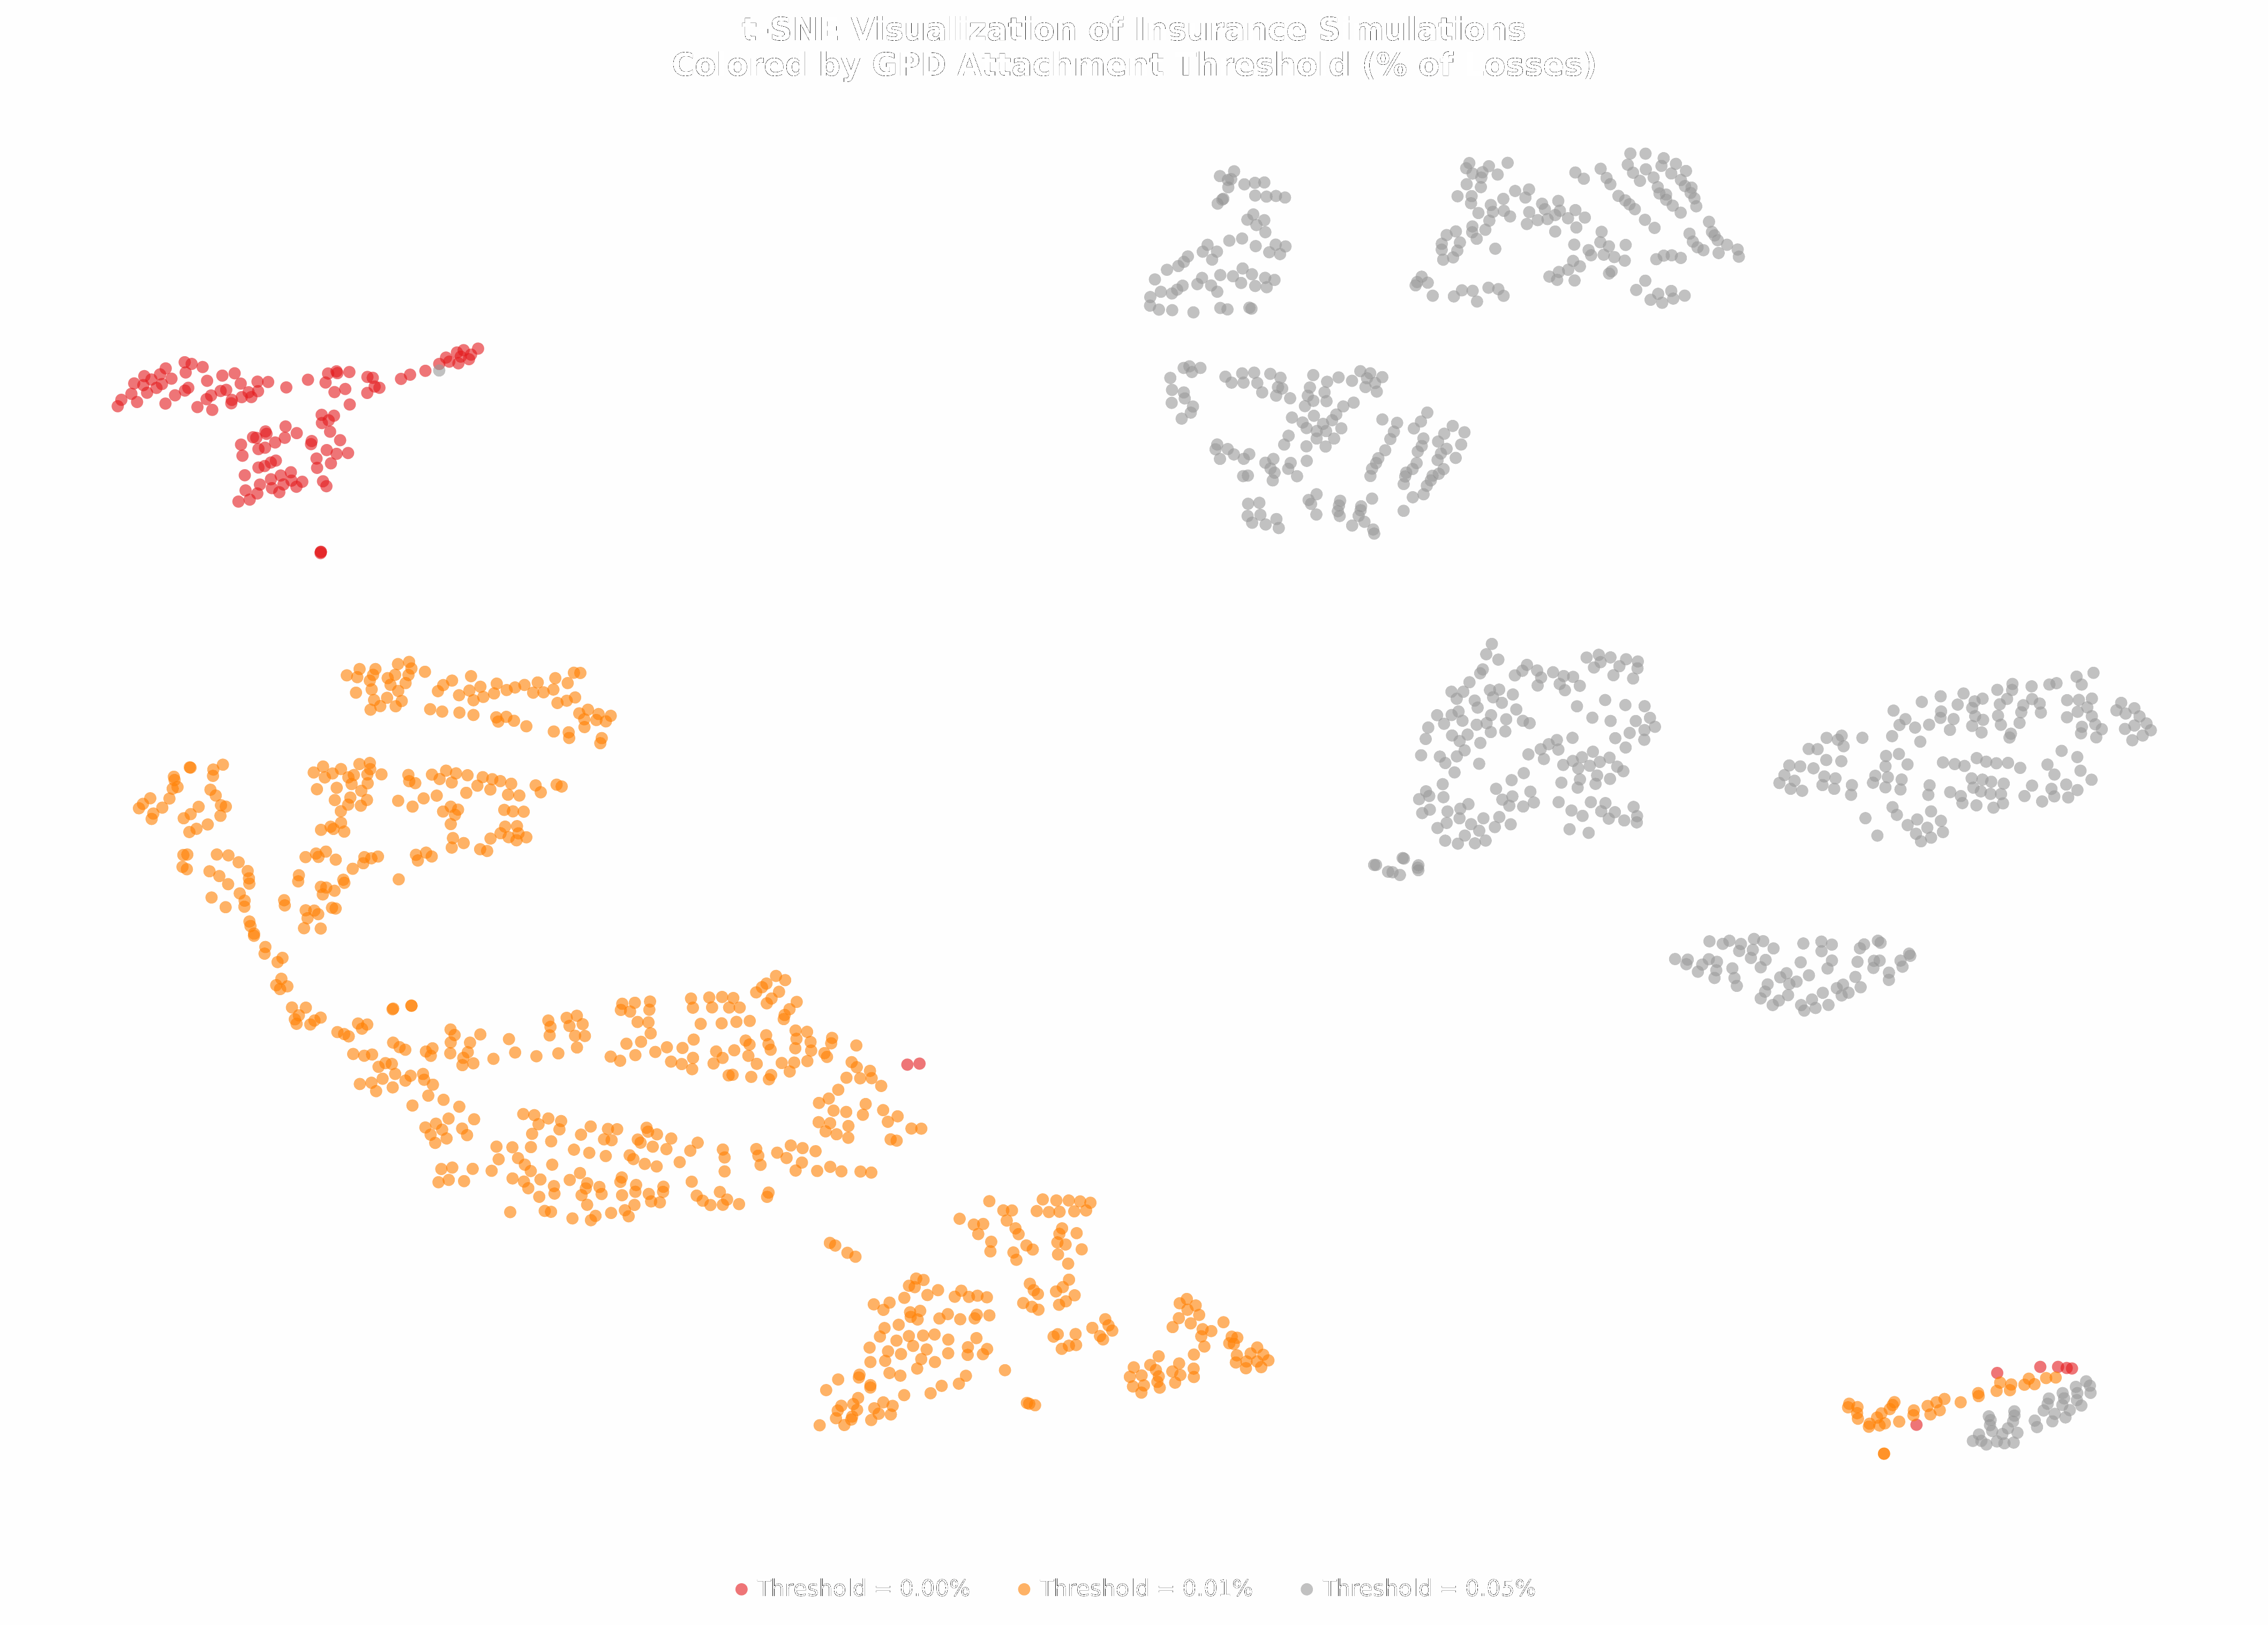 t-SNE Visualization of Insurance Simulations
Colored by GPD Attachment Threshold (% of Losses)
Threshold = 0.00%
Threshold = 0.01%
Threshold = 0.05%